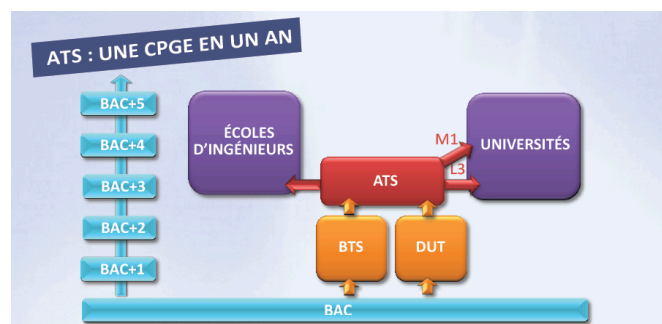 ATS : UNE CPGE EN UN AN
BAC+5
BAC+4
BAC+3
BAC+2
BAC+1
ÉCOLES
D'INGÉNIEURS
M1
UNIVERSITÉS
L3
ATS
BTS
DUT
BAC